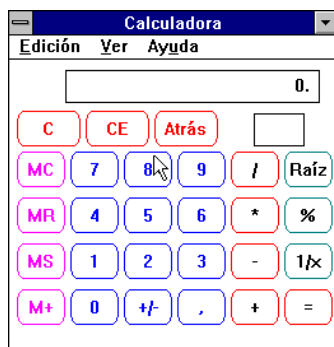 Calculadora
Edición Ver Ayuda
0.
C CE Atrás
MC 7 8 9 / Raíz
MR 4 5 6 * %
MS 1 2 3 - 1/x
M+ 0 +/- , + =